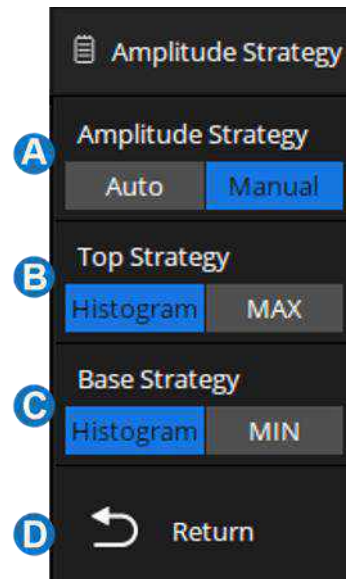 Amplitude Strategy
A
Amplitude Strategy
Auto Manual
B
Top Strategy
Histogram MAX
C
Base Strategy
Histogram MIN
D
Return